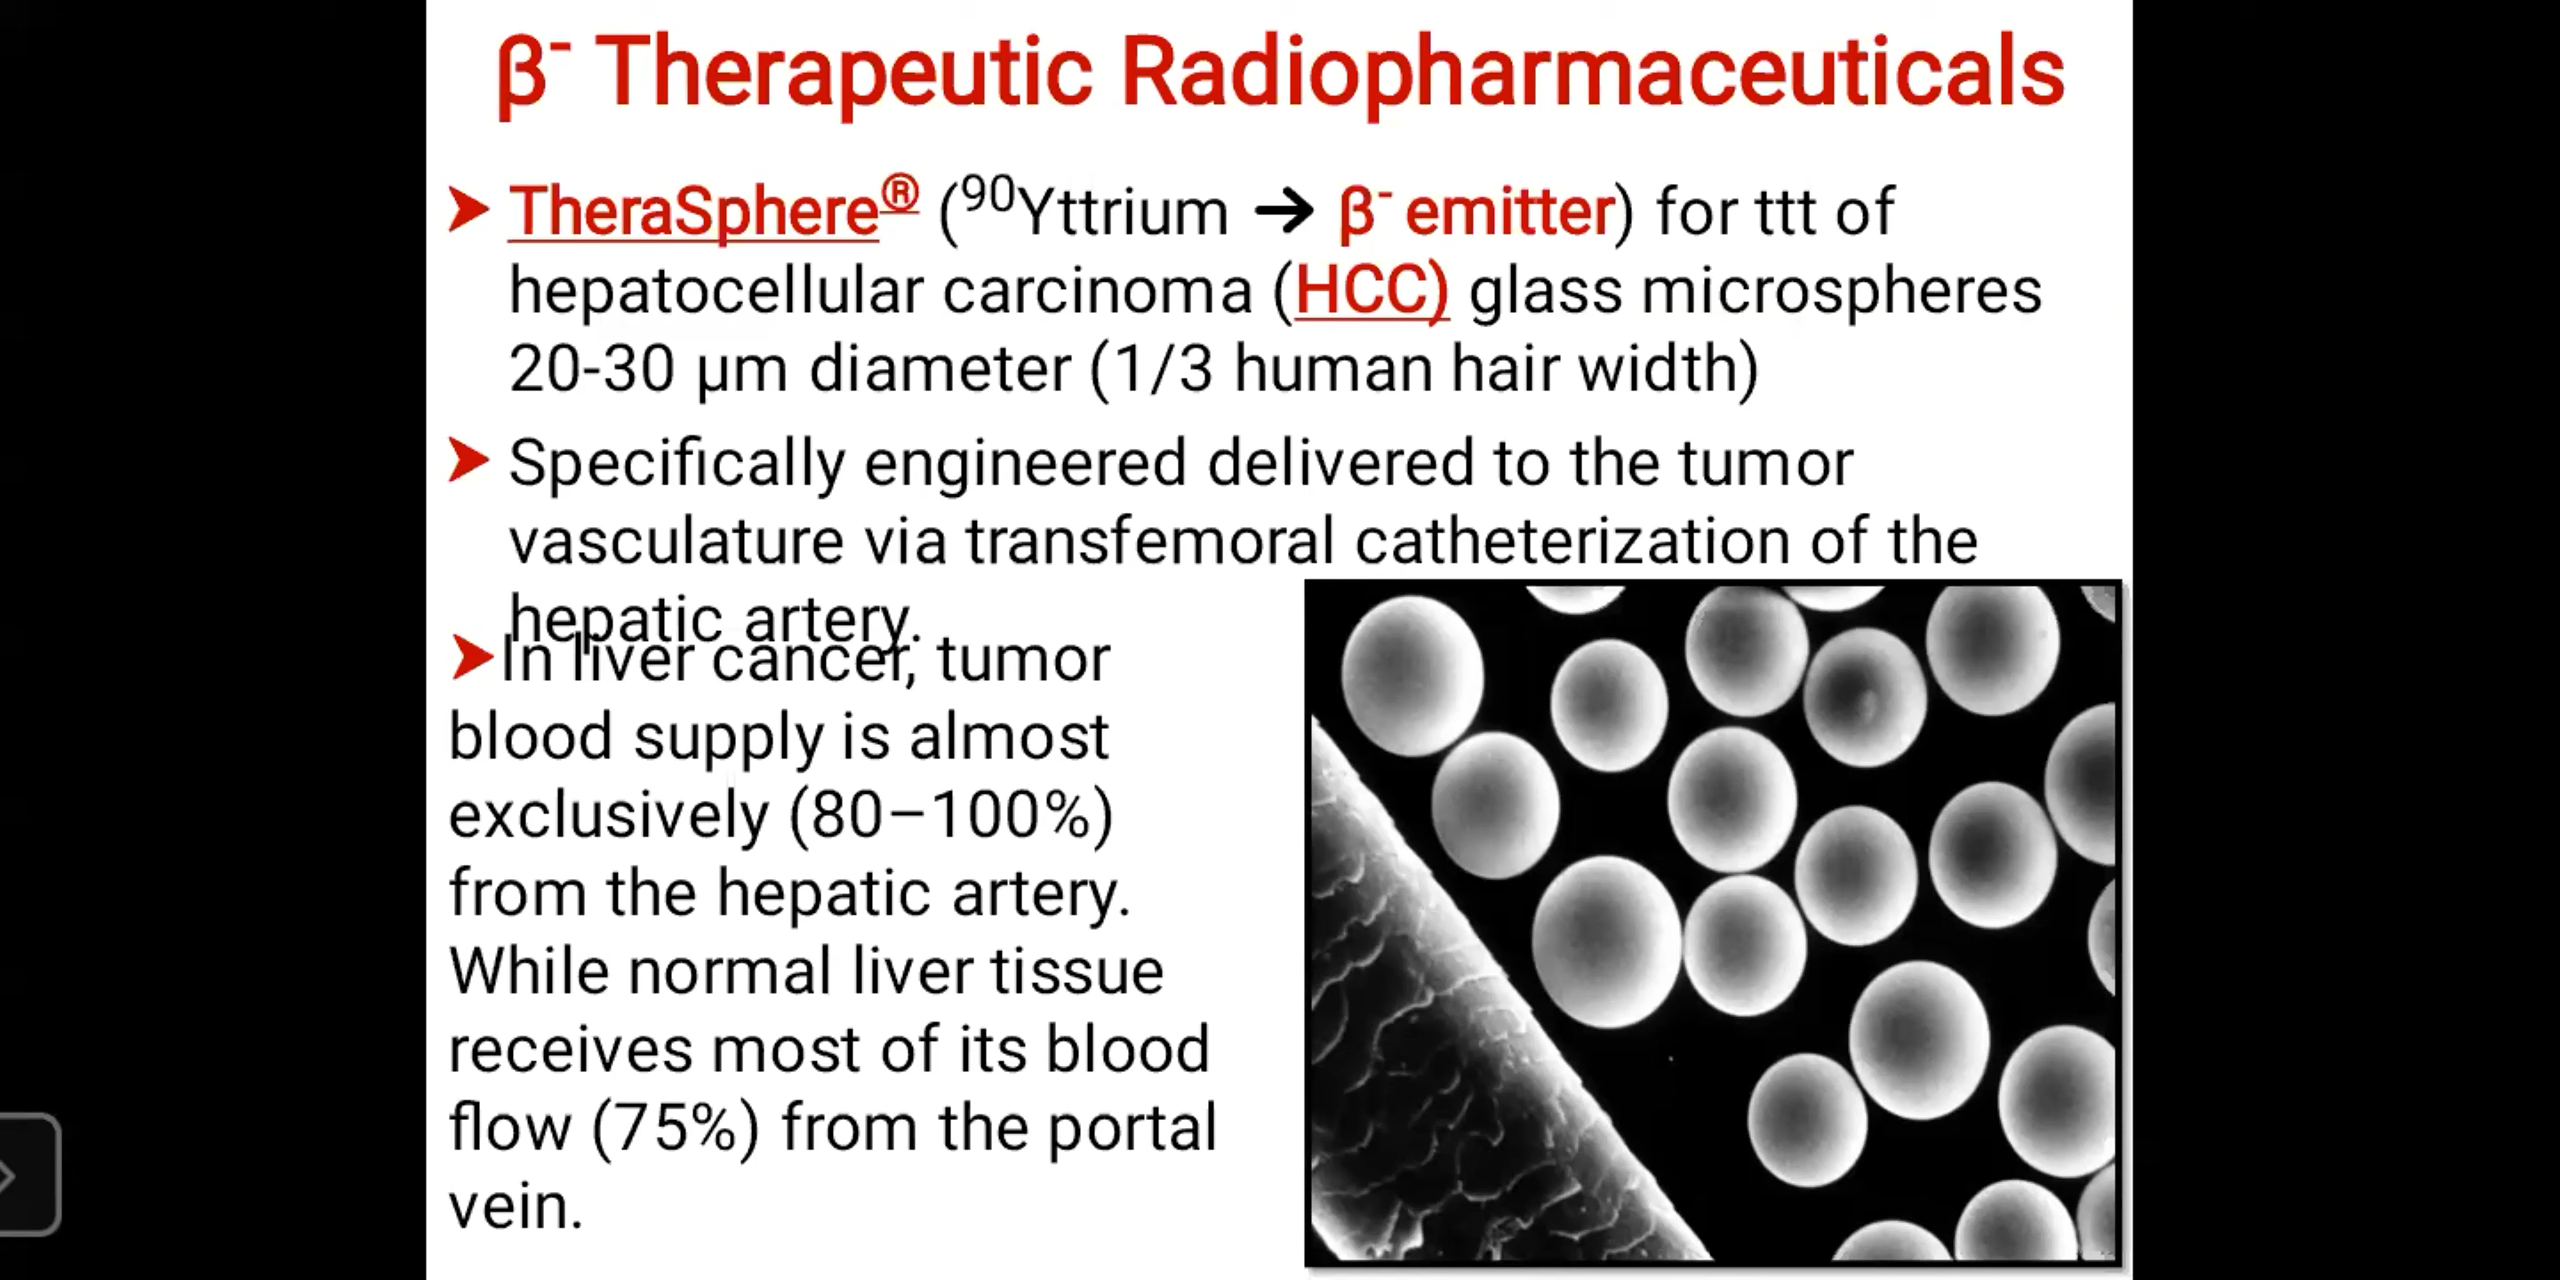 β⁻ Therapeutic Radiopharmaceuticals
➤ TheraSphere® (⁹⁰Yttrium → β⁻ emitter) for ttt of
hepatocellular carcinoma (HCC) glass microspheres
20-30 µm diameter (1/3 human hair width)
➤ Specifically engineered delivered to the tumor
vasculature via transfemoral catheterization of the
hepatic artery.
➤In liver cancer, tumor
blood supply is almost
exclusively (80–100%)
from the hepatic artery.
While normal liver tissue
receives most of its blood
flow (75%) from the portal
vein.